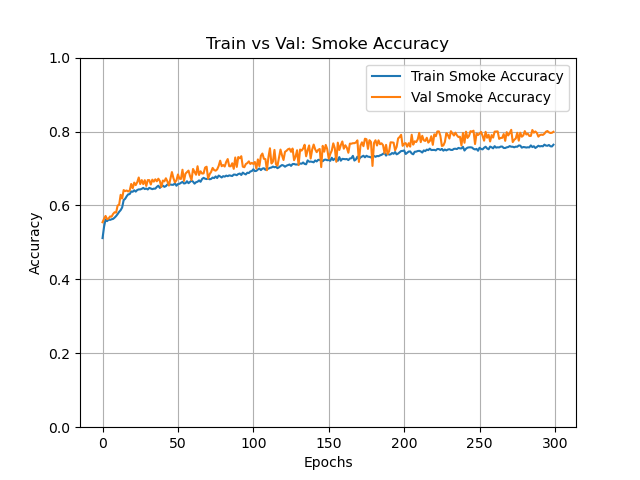 Train vs Val: Smoke Accuracy
Train Smoke Accuracy
Val Smoke Accuracy
1.0
0.8
0.6
0.4
0.2
0.0
Accuracy
0 50 100 150 200 250 300
Epochs